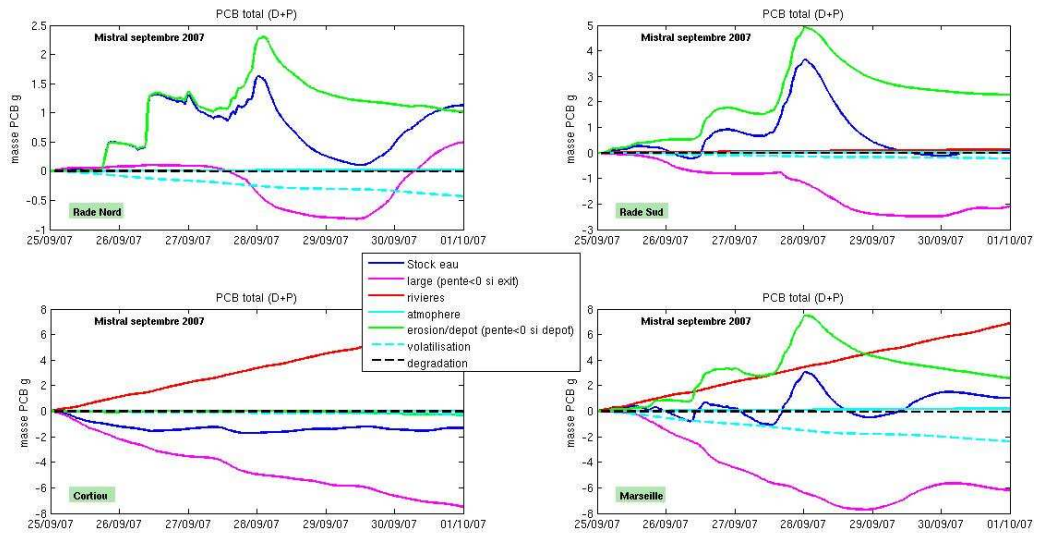 PCB total (D+P)
2.5
2
1.5
1
0.5
0
-0.5
-1
masse PCB g
Mistral septembre 2007
Rade Nord
25/09/07 26/09/07 27/09/07 28/09/07 29/09/07 30/09/07 01/10/07
PCB total (D+P)
5
4
3
2
1
0
-1
-2
-3
masse PCB g
Mistral septembre 2007
Rade Sud
25/09/07 26/09/07 27/09/07 28/09/07 29/09/07 30/09/07 01/10/07
Stock eau
large (pente<0 si exit)
rivieres
atmophere
erosion/depot (pente<0 si depot)
volatilisation
degradation
PCB total (D+P)
8
6
4
2
0
-2
-4
-6
-8
masse PCB g
Mistral septembre 2007
Cortiou
25/09/07 26/09/07 27/09/07 28/09/07 29/09/07 30/09/07 01/10/07
PCB total (D+P)
8
6
4
2
0
-2
-4
-6
-8
masse PCB g
Mistral septembre 2007
Marseille
25/09/07 26/09/07 27/09/07 28/09/07 29/09/07 30/09/07 01/10/07